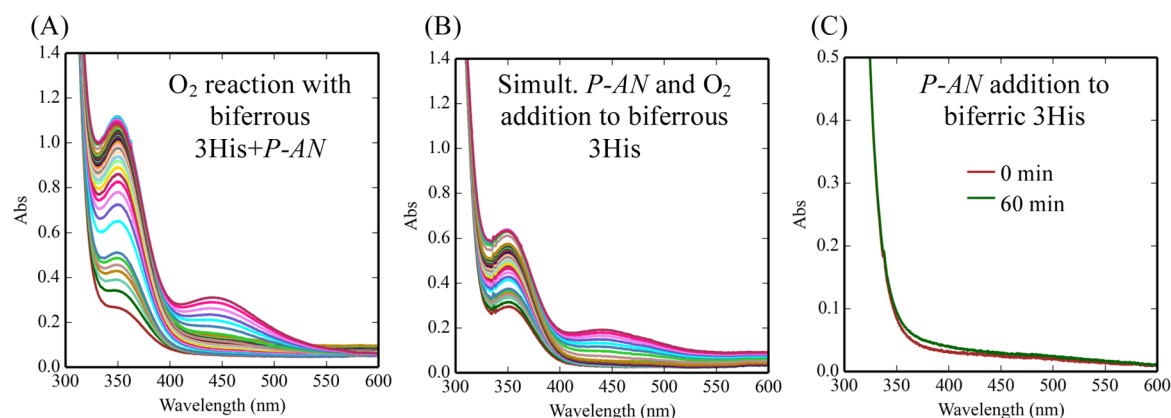 (A)
O₂ reaction with
biferrous
3His+P-AN
1.4
1.2
1.0
0.8
0.6
0.4
0.2
0.0
Abs
300 350 400 450 500 550 600
Wavelength (nm)
(B)
Simult. P-AN and O₂
addition to biferrous
3His
1.4
1.2
1.0
0.8
0.6
0.4
0.2
0.0
Abs
300 350 400 450 500 550 600
Wavelength (nm)
(C)
P-AN addition to
biferric 3His
0 min
60 min
0.5
0.4
0.3
0.2
0.1
0.0
Abs
300 350 400 450 500 550 600
Wavelength (nm)